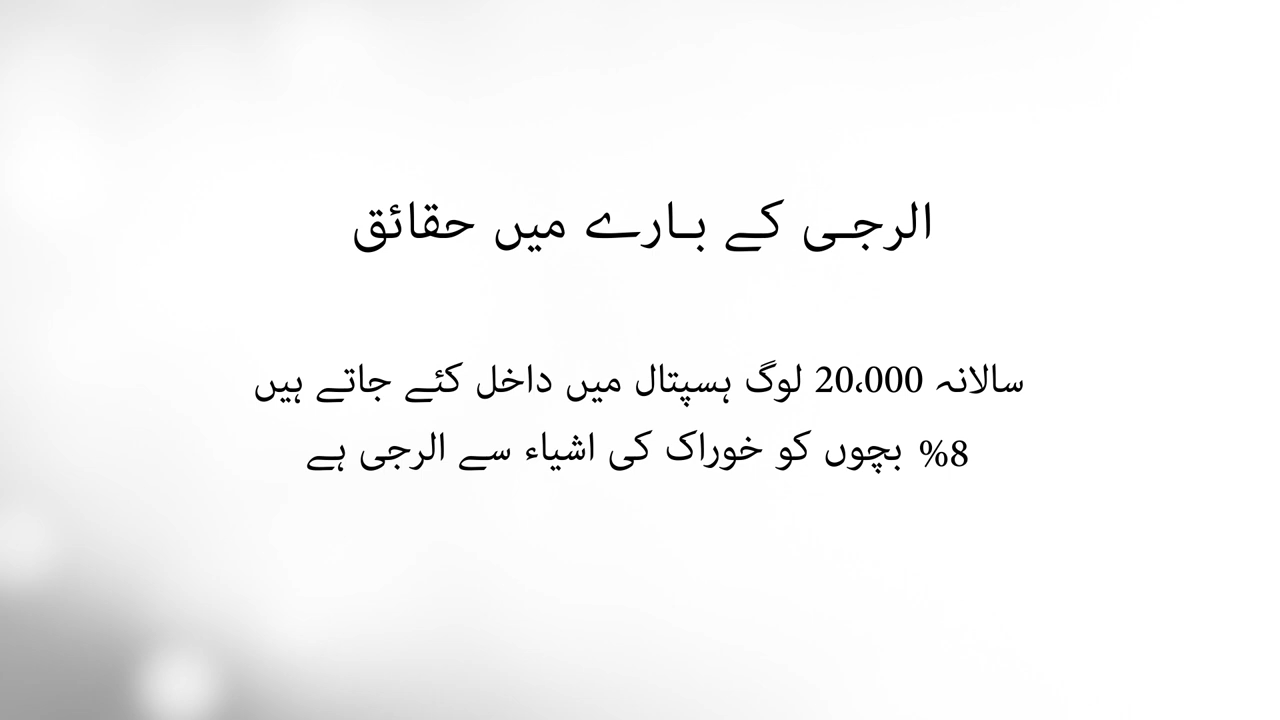 الرجی کے بارے میں حقائق
سالانہ 20،000 لوگ ہسپتال میں داخل کئے جاتے ہیں
8% بچوں کو خوراک کی اشیاء سے الرجی ہے